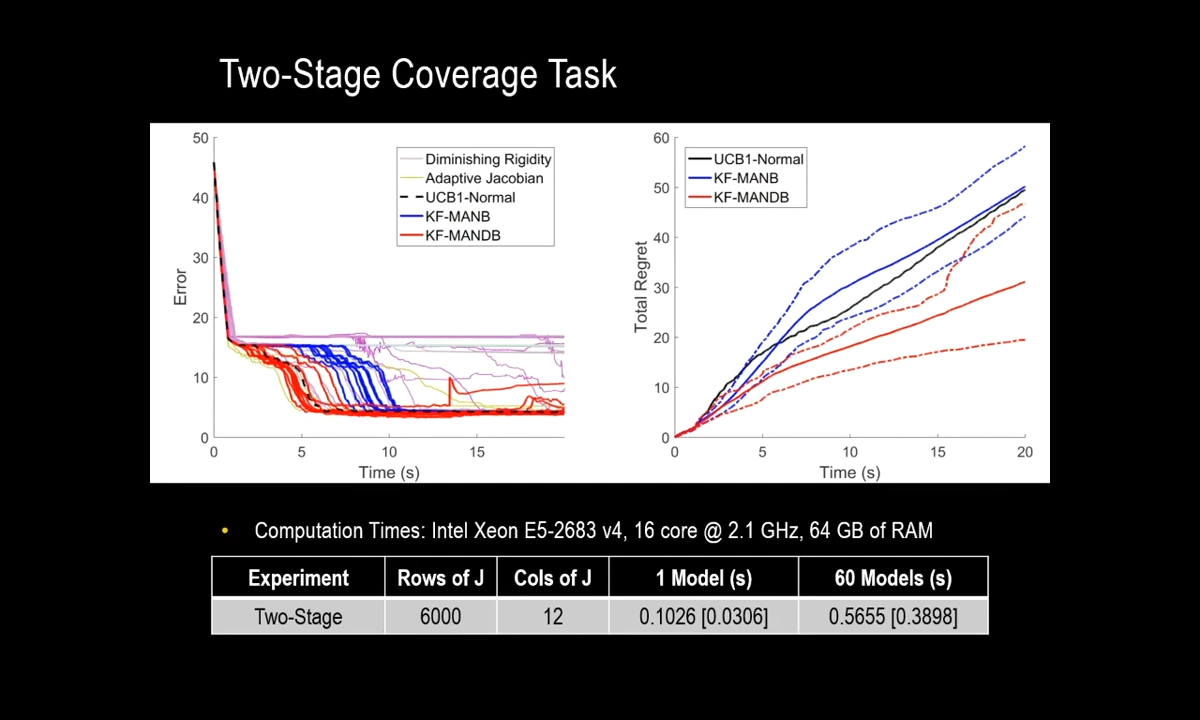 Two-Stage Coverage Task
50
40
30
20
10
0
Error
0
5
10
15
Time (s)
Diminishing Rigidity
Adaptive Jacobian
UCB1-Normal
KF-MANB
KF-MANDB
60
50
40
30
20
10
0
Total Regret
0
5
10
15
20
Time (s)
UCB1-Normal
KF-MANB
KF-MANDB
• Computation Times: Intel Xeon E5-2683 v4, 16 core @ 2.1 GHz, 64 GB of RAM
Experiment Rows of J Cols of J 1 Model (s) 60 Models (s)
Two-Stage 6000 12 0.1026 [0.0306] 0.5655 [0.3898]